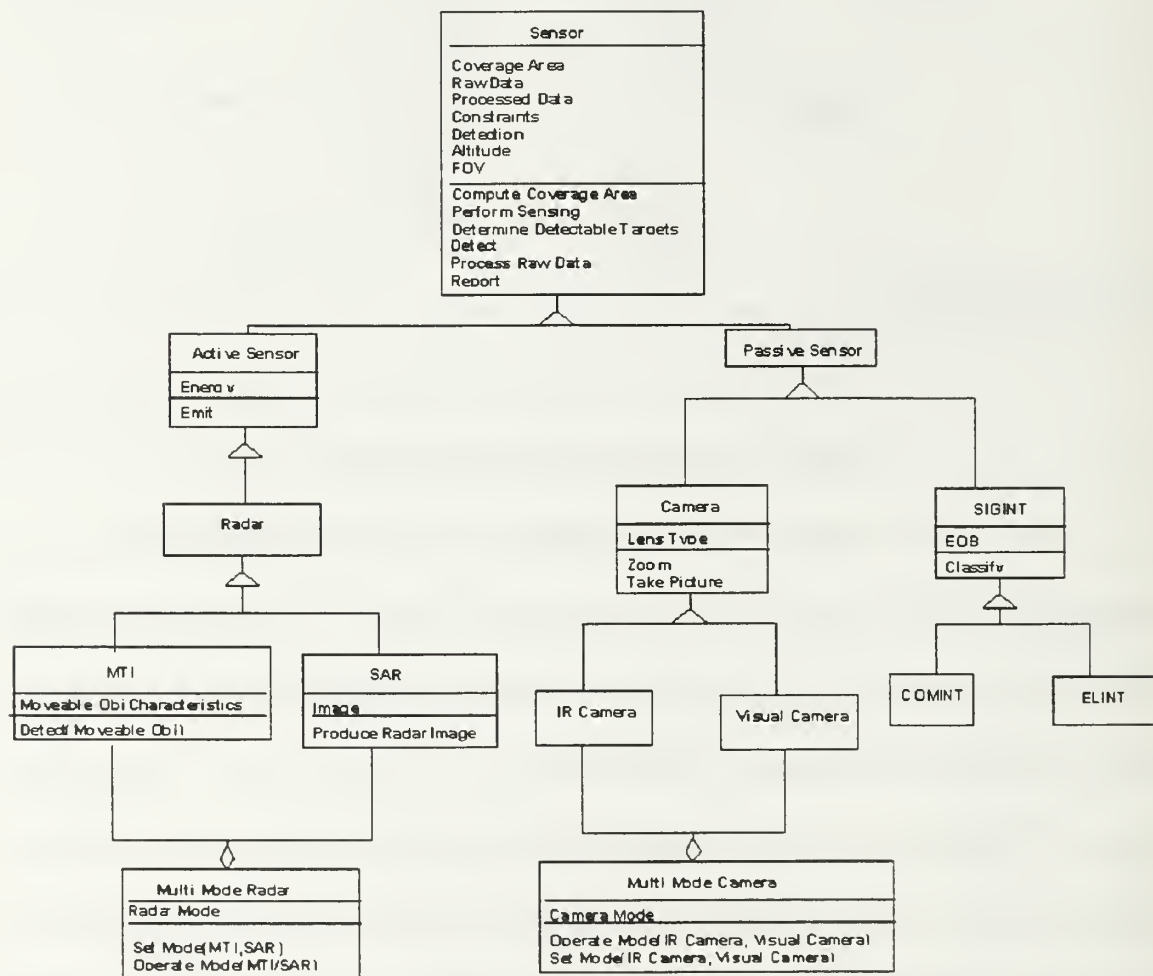 Sensor
Coverage Area
Raw Data
Processed Data
Constraints
Detection
Altitude
FOV
Compute Coverage Area
Perform Sensing
Determine Detectable Targets
Detect
Process Raw Data
Report
Active Sensor
Energy
Emit
Passive Sensor
Radar
Camera
Lens Type
Zoom
Take Picture
SIGINT
EOB
Classify
MTI
Moveable Obj Characteristics
Detect(Moveable Obj)
SAR
Image
Produce Radar Image
IR Camera
Visual Camera
COMINT
ELINT
Multi Mode Radar
Radar Mode
Set Mode(MTI,SAR)
Operate Mode(MTI/SAR)
Multi Mode Camera
Camera Mode
Operate Mode(IR Camera, Visual Camera)
Set Mode(IR Camera, Visual Camera)